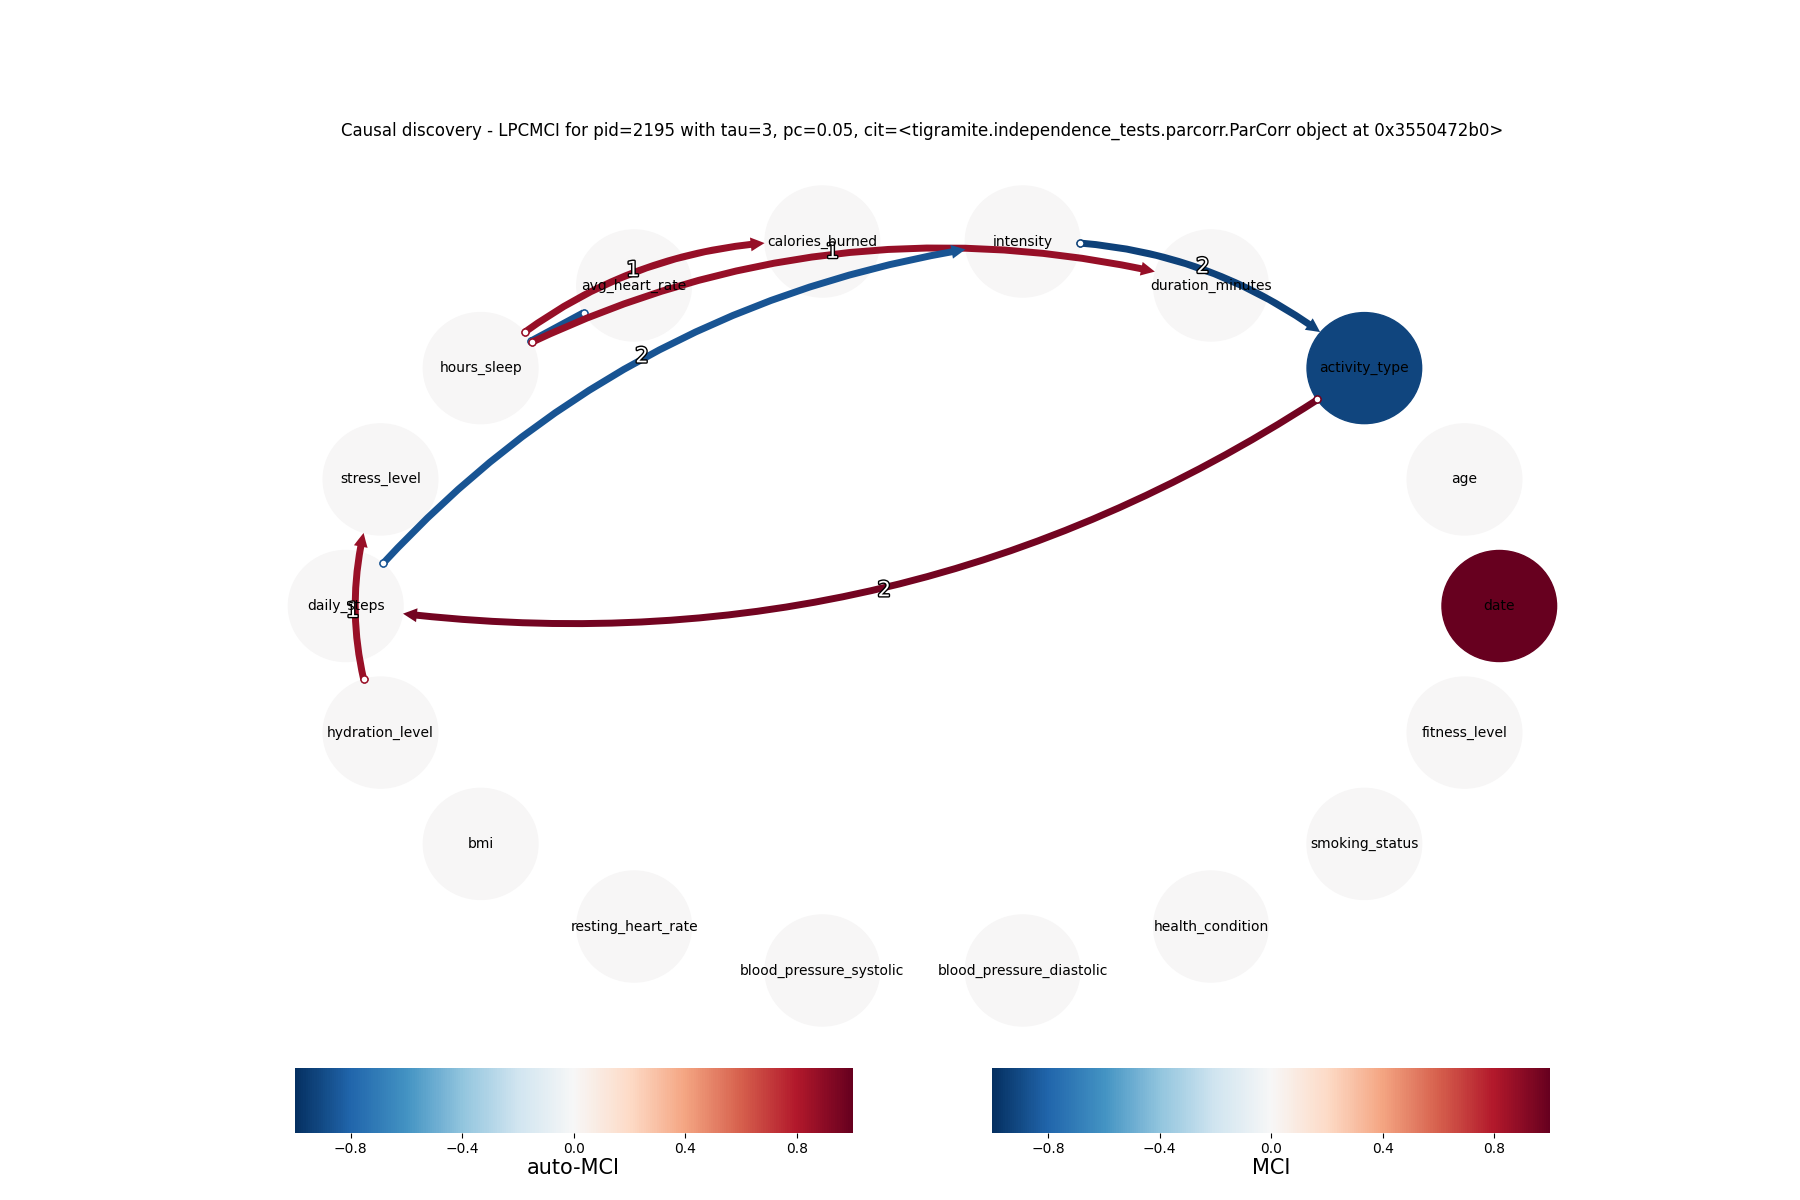 Causal discovery - LPCMCI for pid=2195 with tau=3, pc=0.05, cit=<tigramite.independence_tests.parcorr.ParCorr object at 0x3550472b0>
calories_burned
intensity
1
1
2
avg_heart_rate
duration_minutes
2
hours_sleep
activity_type
stress_level
age
2
daily_steps
1
date
hydration_level
fitness_level
bmi
smoking_status
resting_heart_rate
health_condition
blood_pressure_systolic
blood_pressure_diastolic
−0.8 −0.4 0.0 0.4 0.8
auto-MCI
−0.8 −0.4 0.0 0.4 0.8
MCI